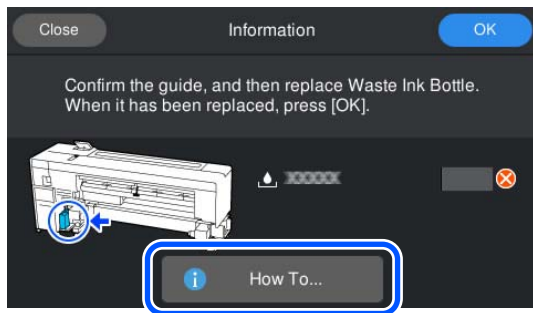 Close
Information
OK
Confirm the guide, and then replace Waste Ink Bottle.
When it has been replaced, press [OK].
How To...